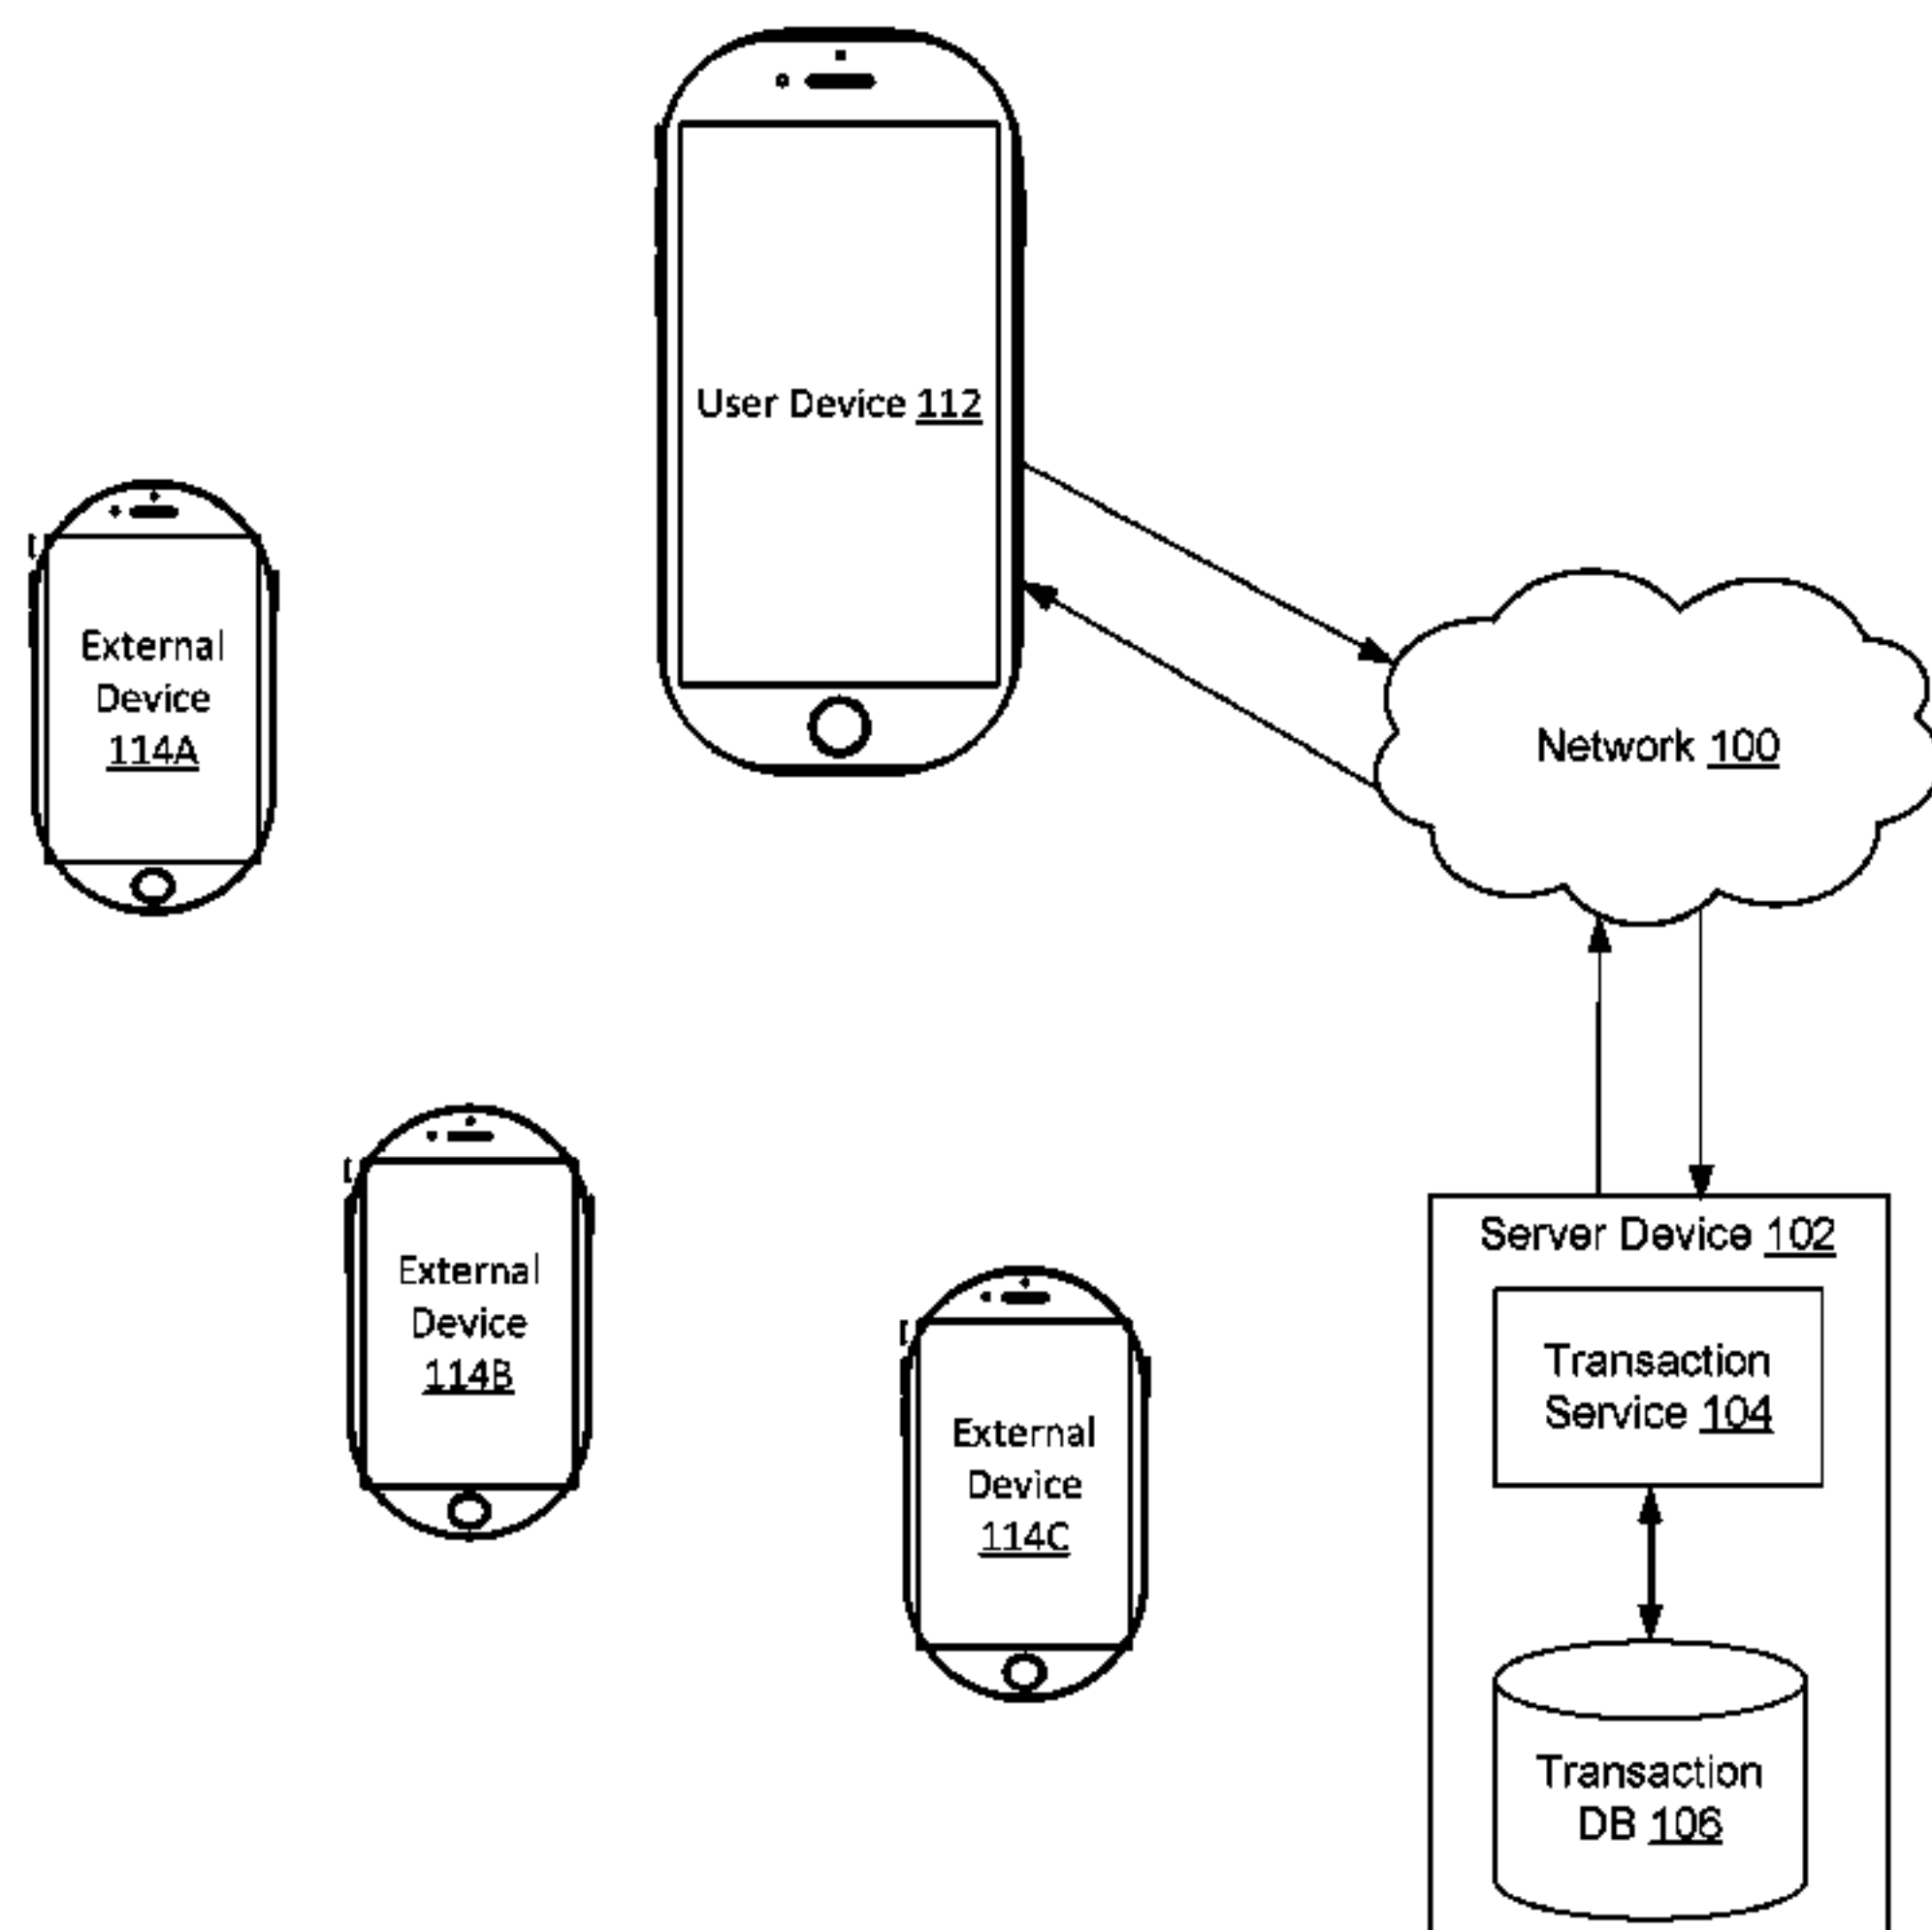 User Device 112
External
Device
114A
Network 100
External
Device
114B
External
Device
114C
Server Device 102
Transaction
Service 104
Transaction
DB 106